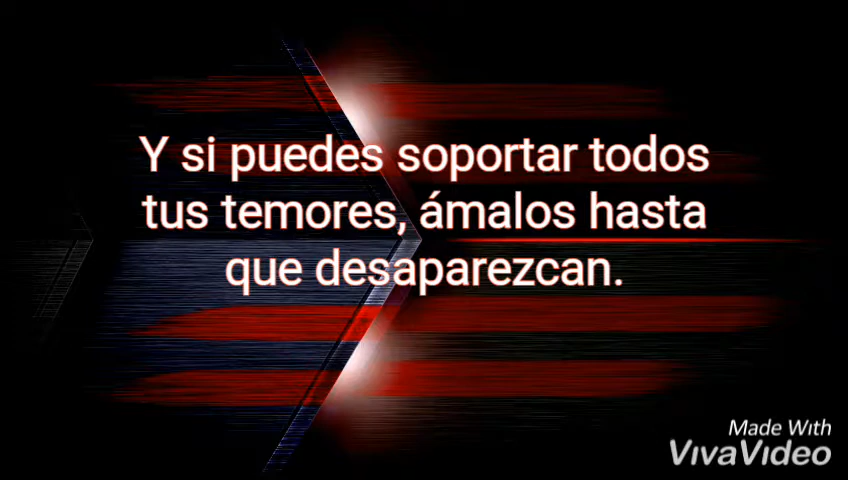 Y si puedes soportar todos
tus temores, ámalos hasta
que desaparezcan.
Made With
VivaVideo